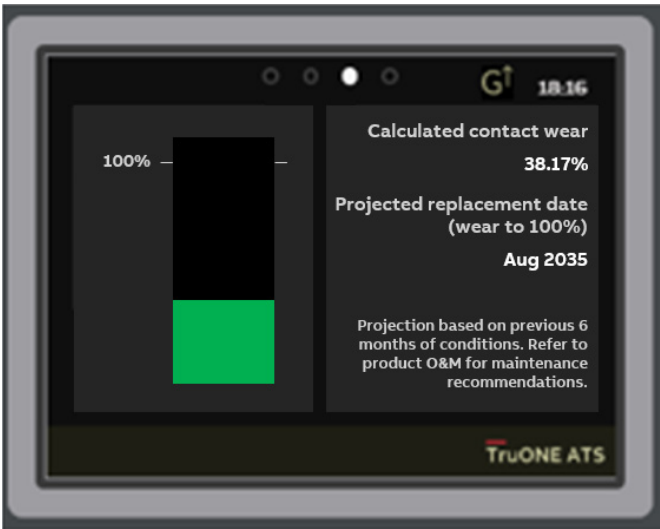 G↑
18:16
100%
Calculated contact wear
38.17%
Projected replacement date
(wear to 100%)
Aug 2035
Projection based on previous 6
months of conditions. Refer to
product O&M for maintenance
recommendations.
TruONE ATS